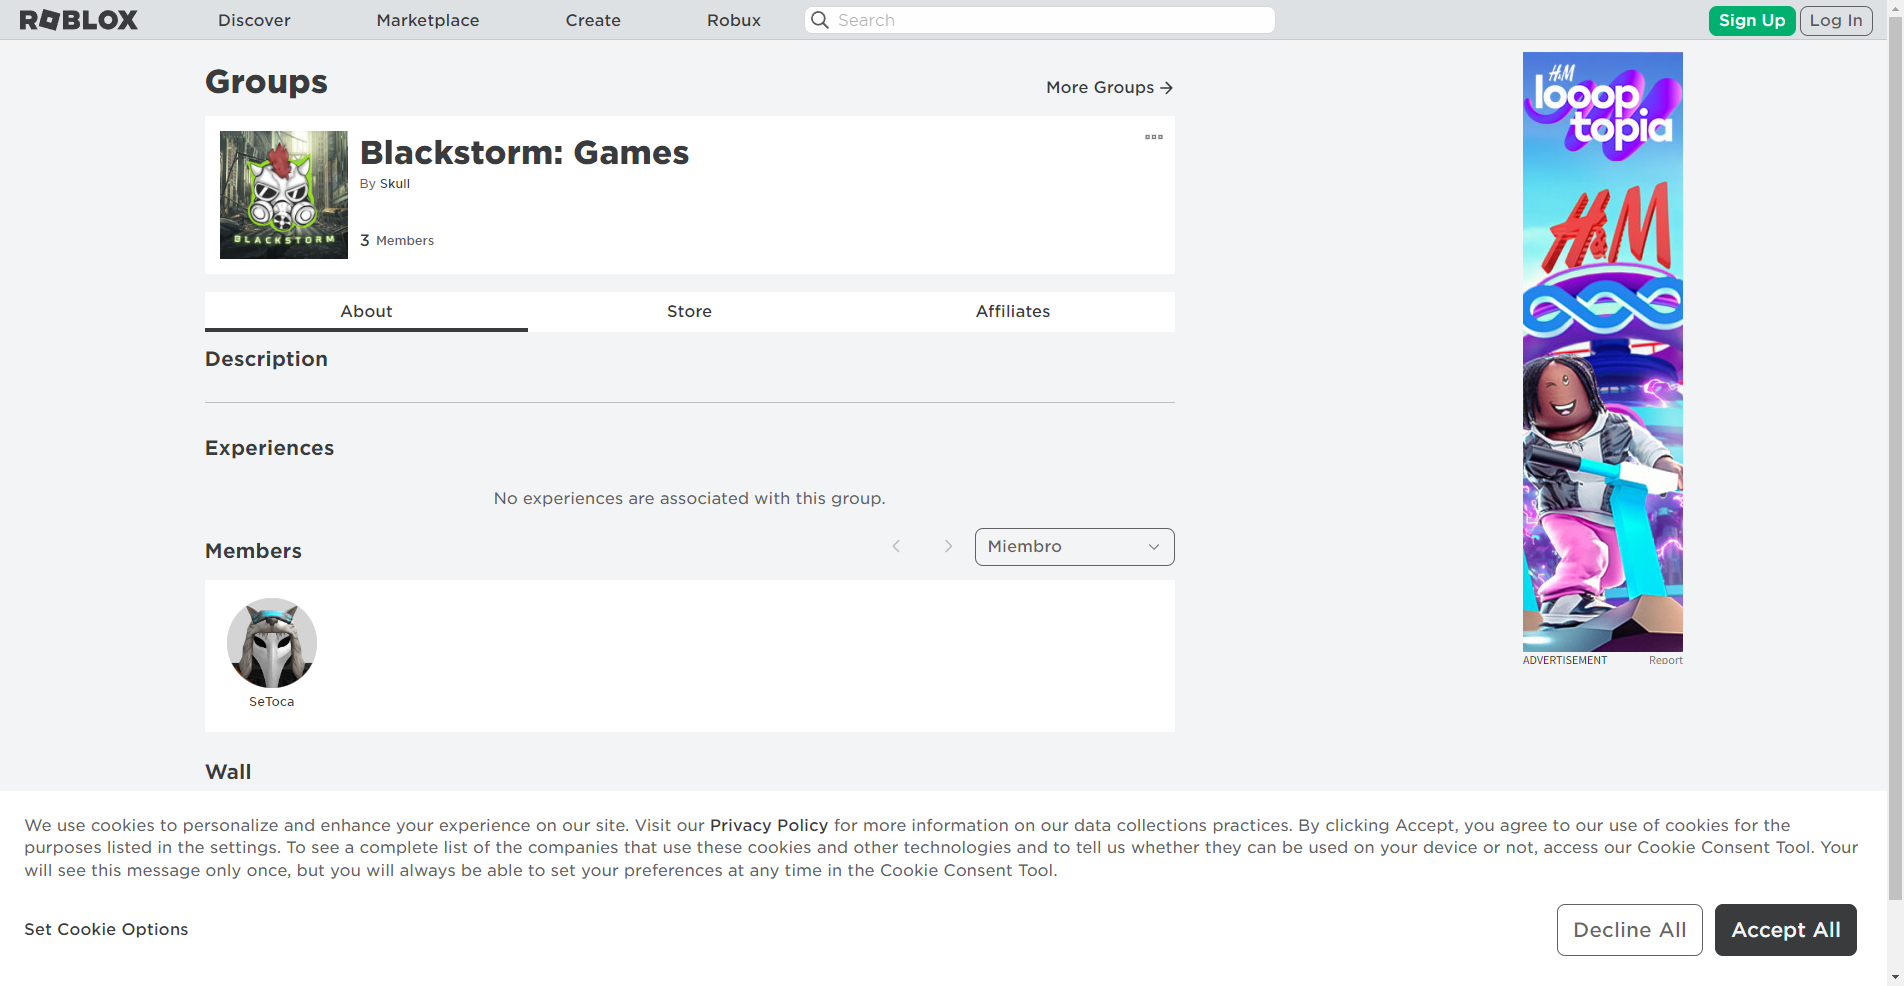 ROBLOX
Discover
Marketplace
Create
Robux
Search
Sign Up
Log In
Groups
More Groups →
Blackstorm: Games
By Skull
3 Members
BLACKSTORM
About
Store
Affiliates
Description
Experiences
No experiences are associated with this group.
Members
Miembro
SeToca
Wall
H&M
looop
topia
H&M
ADVERTISEMENT
Report
We use cookies to personalize and enhance your experience on our site. Visit our Privacy Policy for more information on our data collections practices. By clicking Accept, you agree to our use of cookies for the
purposes listed in the settings. To see a complete list of the companies that use these cookies and other technologies and to tell us whether they can be used on your device or not, access our Cookie Consent Tool. Your
will see this message only once, but you will always be able to set your preferences at any time in the Cookie Consent Tool.
Set Cookie Options
Decline All
Accept All